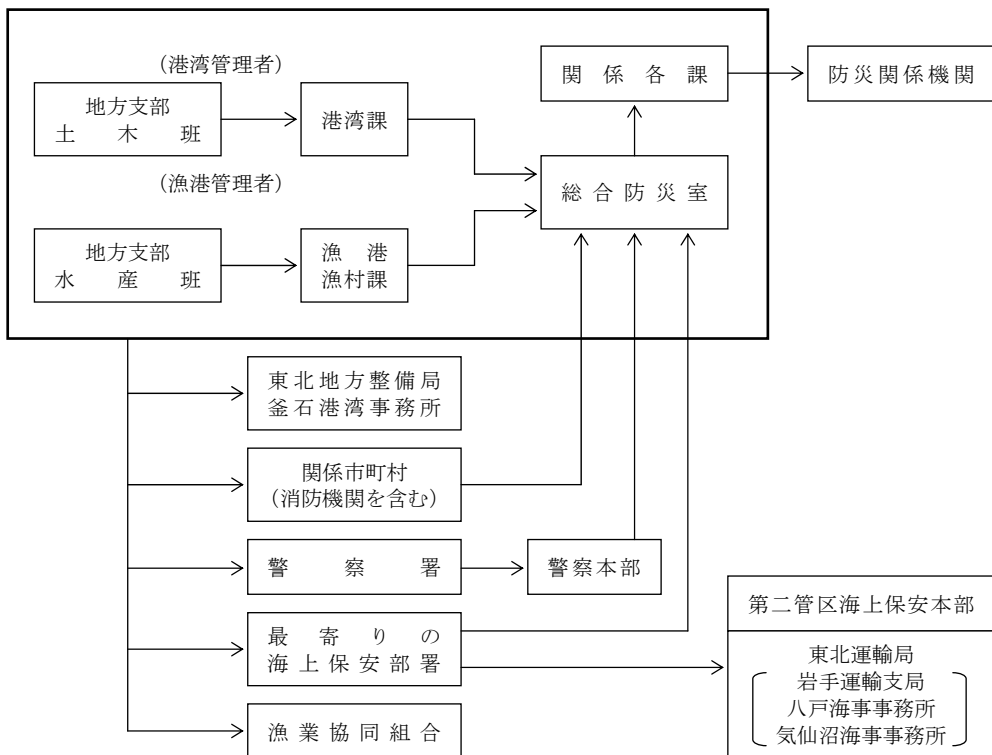 (港湾管理者)
地方支部
土木班
港湾課
関係各課
防災関係機関
(漁港管理者)
総合防災室
地方支部
水産班
漁港
漁村課
東北地方整備局
釜石港湾事務所
関係市町村
(消防機関を含む)
警察署
警察本部
最寄りの
海上保安部署
漁業協同組合
第二管区海上保安本部
東北運輸局
岩手運輸支局
八戸海事事務所
気仙沼海事事務所